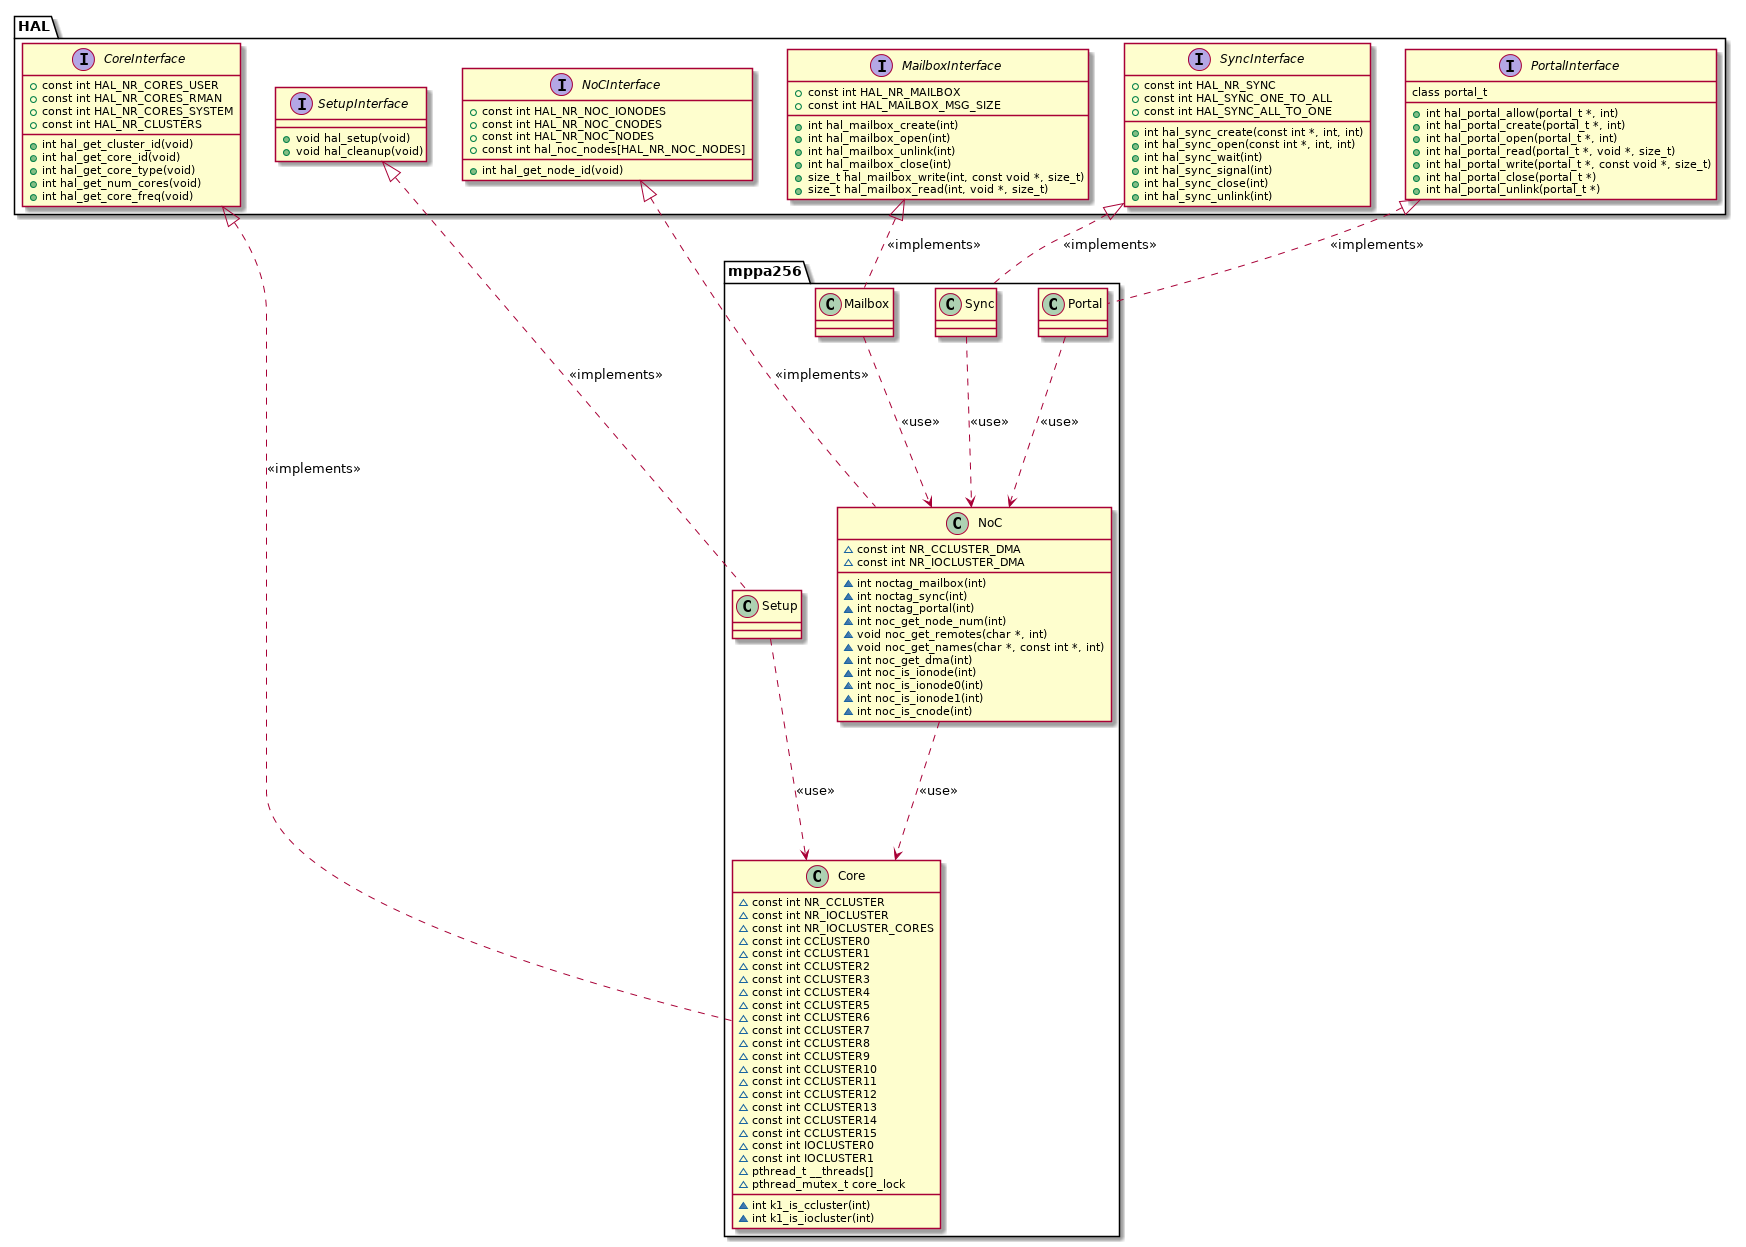 HAL
I CoreInterface
const int HAL_NR_CORES_USER
const int HAL_NR_CORES_RMAN
const int HAL_NR_CORES_SYSTEM
const int HAL_NR_CLUSTERS
int hal_get_cluster_id(void)
int hal_get_core_id(void)
int hal_get_core_type(void)
int hal_get_num_cores(void)
int hal_get_core_freq(void)
I SetupInterface
void hal_setup(void)
void hal_cleanup(void)
I NoCInterface
const int HAL_NR_NOC_IONODES
const int HAL_NR_NOC_CNODES
const int HAL_NR_NOC_NODES
const int hal_noc_nodes[HAL_NR_NOC_NODES]
int hal_get_node_id(void)
I MailboxInterface
const int HAL_NR_MAILBOX
const int HAL_MAILBOX_MSG_SIZE
int hal_mailbox_create(int)
int hal_mailbox_open(int)
int hal_mailbox_unlink(int)
int hal_mailbox_close(int)
size_t hal_mailbox_write(int, const void *, size_t)
size_t hal_mailbox_read(int, void *, size_t)
I SyncInterface
const int HAL_NR_SYNC
const int HAL_SYNC_ONE_TO_ALL
const int HAL_SYNC_ALL_TO_ONE
int hal_sync_create(const int *, int, int)
int hal_sync_open(const int *, int, int)
int hal_sync_wait(int)
int hal_sync_signal(int)
int hal_sync_close(int)
int hal_sync_unlink(int)
I PortalInterface
class portal_t
int hal_portal_allow(portal_t *, int)
int hal_portal_create(portal_t *, int)
int hal_portal_open(portal_t *, int)
int hal_portal_read(portal_t *, void *, size_t)
int hal_portal_write(portal_t *, const void *, size_t)
int hal_portal_close(portal_t *)
int hal_portal_unlink(portal_t *)
«implements»
«implements»
«implements»
mppa256
C Mailbox
C Sync
C Portal
«implements»
«implements»
«use»
«use»
«use»
«implements»
C NoC
const int NR_CCLUSTER_DMA
const int NR_IOCLUSTER_DMA
int noctag_mailbox(int)
int noctag_sync(int)
int noctag_portal(int)
int noc_get_node_num(int)
void noc_get_remotes(char *, int)
void noc_get_names(char *, const int *, int)
int noc_get_dma(int)
int noc_is_ionode(int)
int noc_is_ionode0(int)
int noc_is_ionode1(int)
int noc_is_cnode(int)
C Setup
«use»
«use»
C Core
const int NR_CCLUSTER
const int NR_IOCLUSTER
const int NR_IOCLUSTER_CORES
const int CCLUSTER0
const int CCLUSTER1
const int CCLUSTER2
const int CCLUSTER3
const int CCLUSTER4
const int CCLUSTER5
const int CCLUSTER6
const int CCLUSTER7
const int CCLUSTER8
const int CCLUSTER9
const int CCLUSTER10
const int CCLUSTER11
const int CCLUSTER12
const int CCLUSTER13
const int CCLUSTER14
const int CCLUSTER15
const int IOCLUSTER0
const int IOCLUSTER1
pthread_t __threads[]
pthread_mutex_t core_lock
int k1_is_ccluster(int)
int k1_is_iocluster(int)